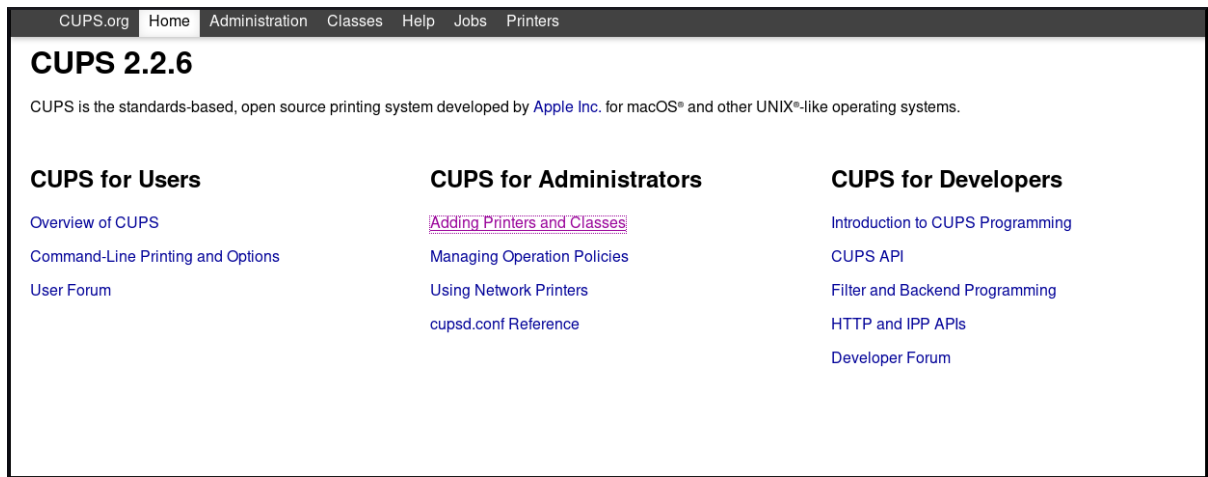 CUPS.org Home Administration Classes Help Jobs Printers
CUPS 2.2.6
CUPS is the standards-based, open source printing system developed by Apple Inc. for macOS® and other UNIX®-like operating systems.
CUPS for Users
Overview of CUPS
Command-Line Printing and Options
User Forum
CUPS for Administrators
Adding Printers and Classes
Managing Operation Policies
Using Network Printers
cupsd.conf Reference
CUPS for Developers
Introduction to CUPS Programming
CUPS API
Filter and Backend Programming
HTTP and IPP APIs
Developer Forum